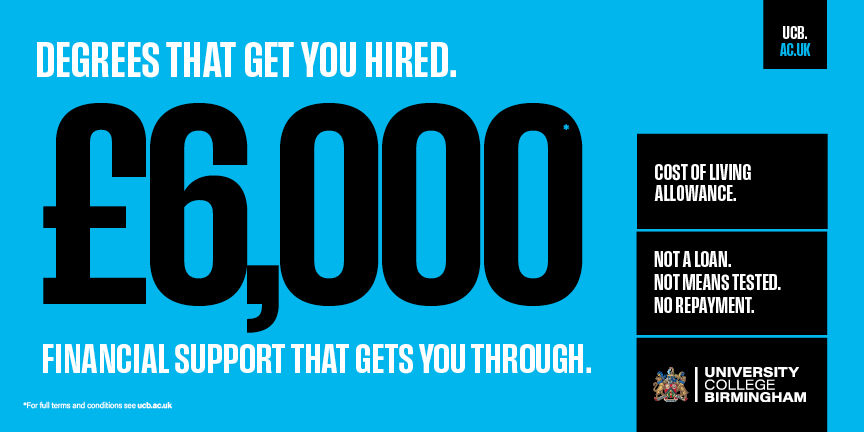 DEGREES THAT GET YOU HIRED.
UCB.
AC.UK
£6,000*
COST OF LIVING
ALLOWANCE.
NOT A LOAN.
NOT MEANS TESTED.
NO REPAYMENT.
FINANCIAL SUPPORT THAT GETS YOU THROUGH.
UNIVERSITY
COLLEGE
BIRMINGHAM
*For full terms and conditions see ucb.ac.uk